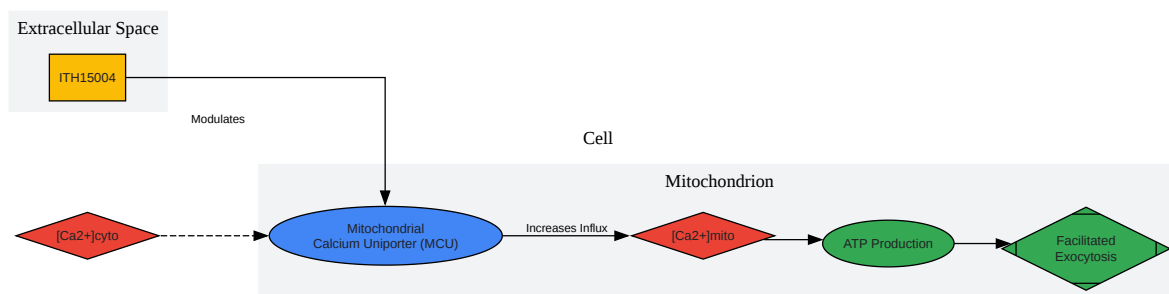 Extracellular Space
ITH15004
Modulates
Cell
Mitochondrion
[Ca2+]cyto
Mitochondrial
Calcium Uniporter (MCU)
Increases Influx
[Ca2+]mito
ATP Production
Facilitated
Exocytosis